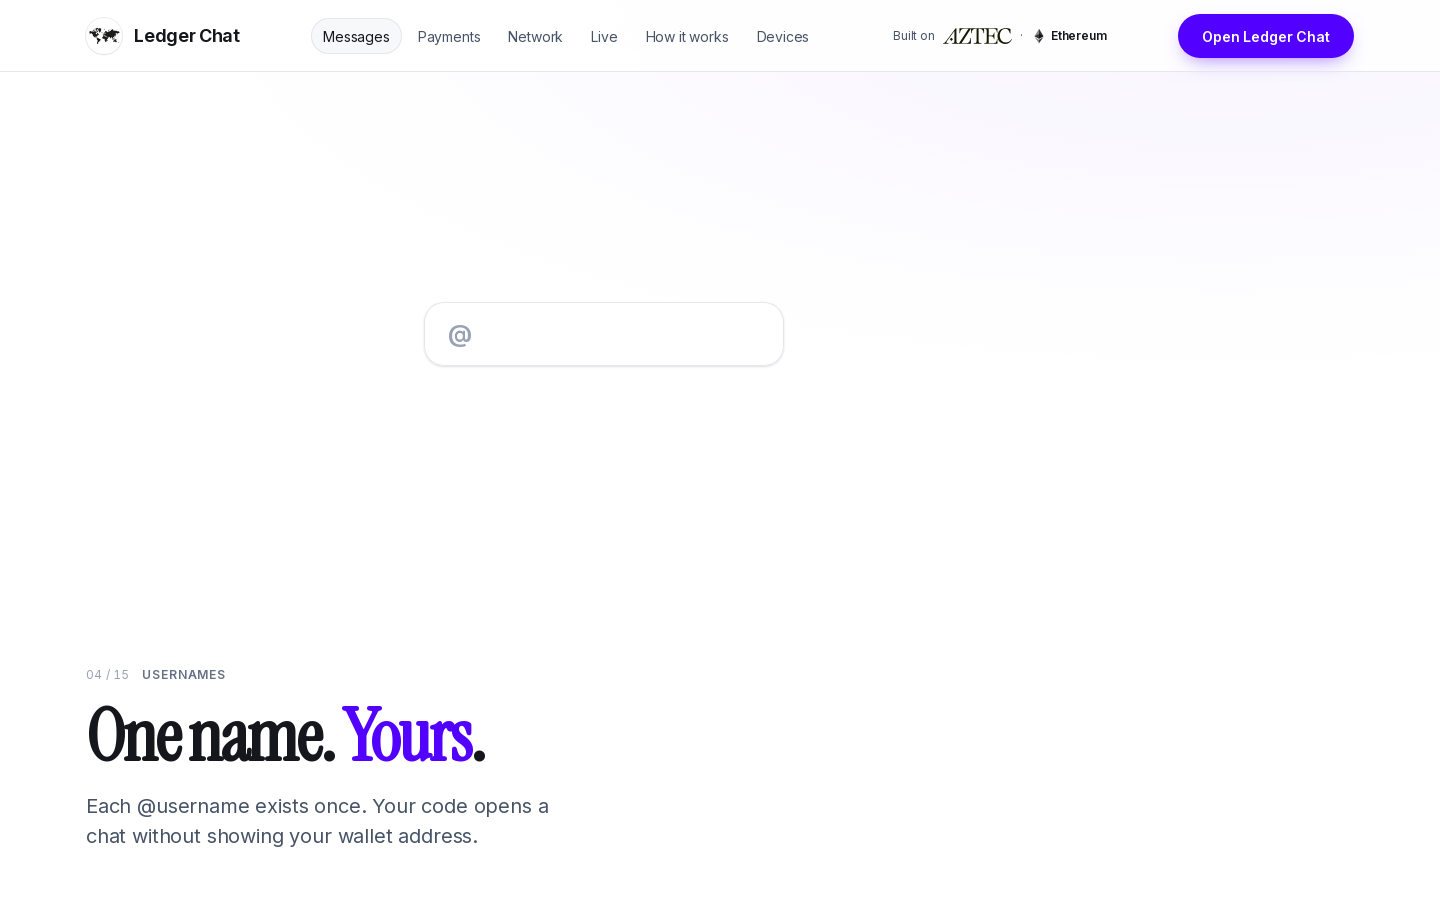 Ledger Chat
Messages
Payments
Network
Live
How it works
Devices
Built on AZTEC · Ethereum
Open Ledger Chat
@
04 / 15 USERNAMES
One name. Yours.
Each @username exists once. Your code opens a
chat without showing your wallet address.